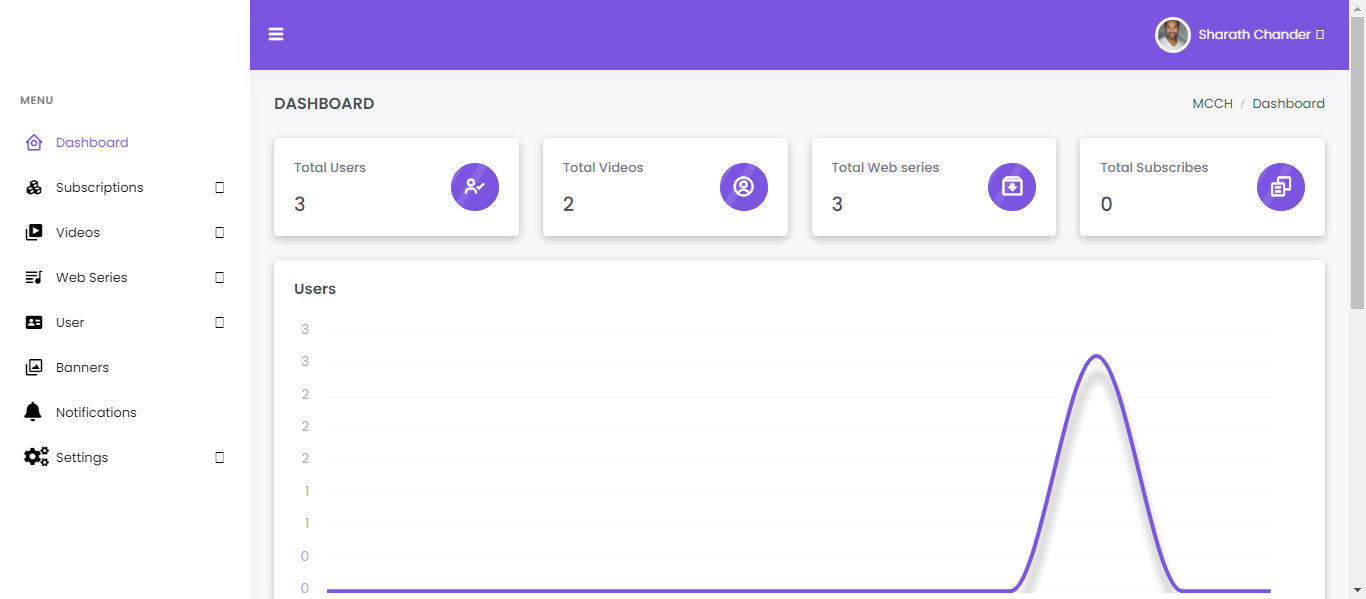 Sharath Chander
MENU
Dashboard
Subscriptions
Videos
Web Series
User
Banners
Notifications
Settings
DASHBOARD
MCCH / Dashboard
Total Users
3
Total Videos
2
Total Web series
3
Total Subscribes
0
Users
3
3
2
2
2
1
1
0
0